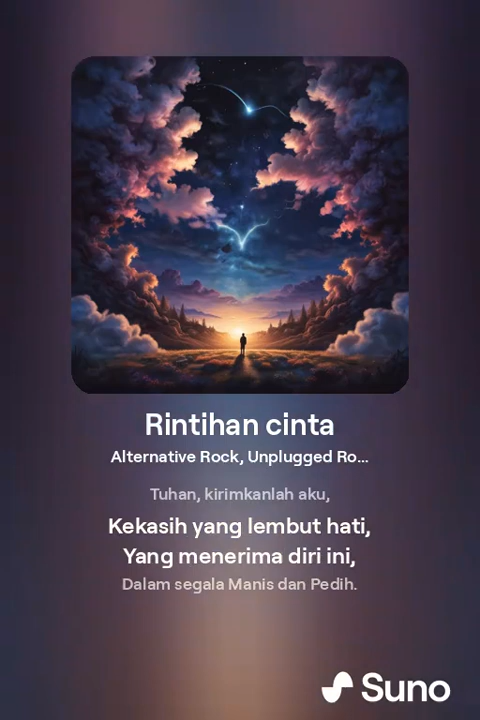 Rintihan cinta
Alternative Rock, Unplugged Ro...
Tuhan, kirimkanlah aku,
Kekasih yang lembut hati,
Yang menerima diri ini,
Dalam segala Manis dan Pedih.
Suno